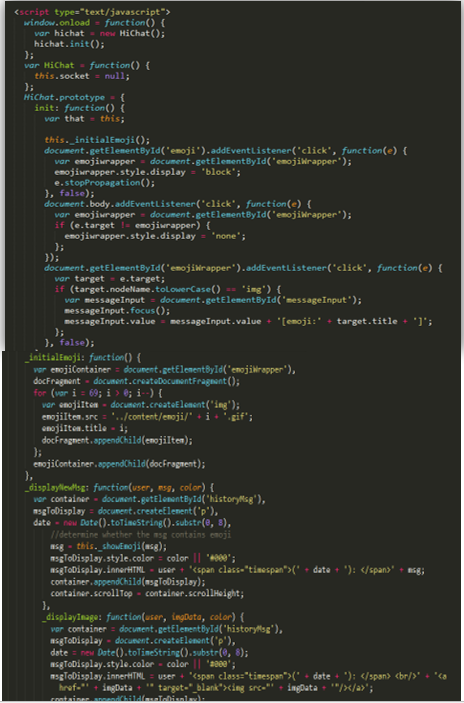 <script type="text/javascript">
window.onload = function() {
var hichat = new HiChat();
hichat.init();
};
var HiChat = function() {
this.socket = null;
};
HiChat.prototype = {
init: function() {
var that = this;
this._initialEmoji();
document.getElementById('emoji').addEventListener('click', function(e) {
var emojiwrapper = document.getElementById('emojiWrapper');
emojiwrapper.style.display = 'block';
e.stopPropagation();
}, false);
document.body.addEventListener('click', function(e) {
var emojiwrapper = document.getElementById('emojiWrapper');
if (e.target != emojiwrapper) {
emojiwrapper.style.display = 'none';
};
});
document.getElementById('emojiWrapper').addEventListener('click', function(e) {
var target = e.target;
if (target.nodeName.toLowerCase() == 'img') {
var messageInput = document.getElementById('messageInput');
messageInput.focus();
messageInput.value = messageInput.value + '[emoji:' + target.title + ']';
};
}, false);
_initialEmoji: function() {
var emojiContainer = document.getElementById('emojiWrapper'),
docFragment = document.createDocumentFragment();
for (var i = 69; i > 0; i--) {
var emojiItem = document.createElement('img');
emojiItem.src = '../content/emoji/' + i + '.gif';
emojiItem.title = i;
docFragment.appendChild(emojiItem);
};
emojiContainer.appendChild(docFragment);
},
_displayNewMsg: function(user, msg, color) {
var container = document.getElementById('historyMsg'),
msgToDisplay = document.createElement('p'),
date = new Date().toTimeString().substr(0, 8),
//determine whether the msg contains emoji
msg = this._showEmoji(msg);
msgToDisplay.style.color = color || '#000';
msgToDisplay.innerHTML = user + '<span class="timespan">(' + date + '): </span>' + msg;
container.appendChild(msgToDisplay);
container.scrollTop = container.scrollHeight;
},
_displayImage: function(user, imgData, color) {
var container = document.getElementById('historyMsg'),
msgToDisplay = document.createElement('p'),
date = new Date().toTimeString().substr(0, 8);
msgToDisplay.style.color = color || '#000';
msgToDisplay.innerHTML = user + '<span class="timespan">(' + date + '): </span> <br/>' + '<a
href="' + imgData + '" target="_blank"><img src="' + imgData + '"/></a>';
container.appendChild(msgToDisplay);